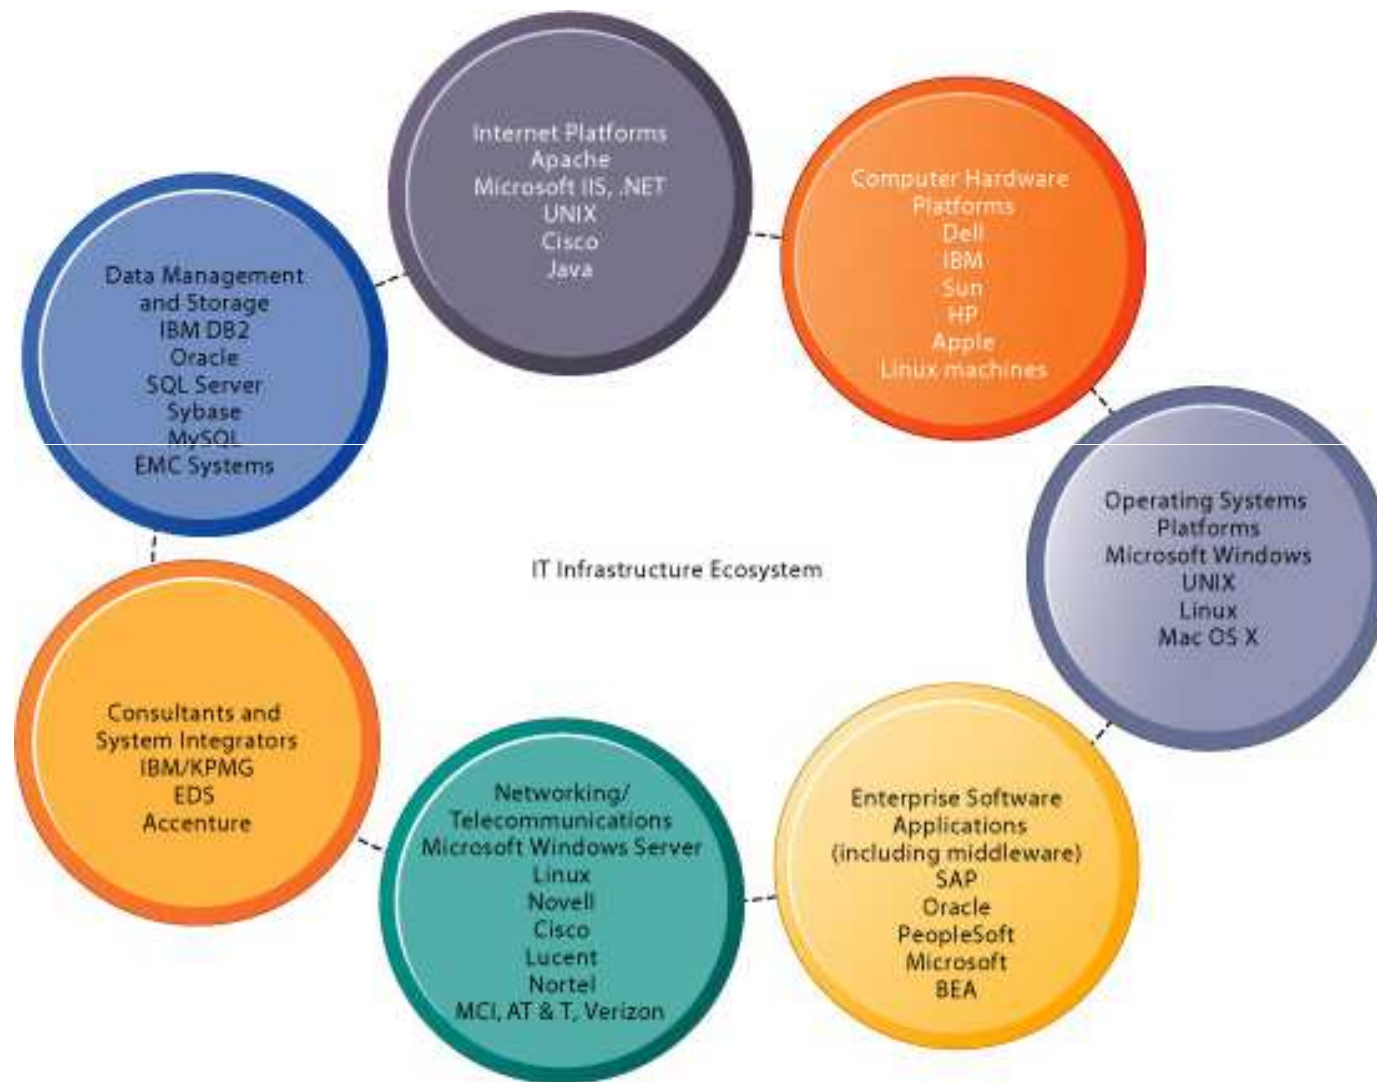 Internet Platforms
Apache
Microsoft IIS, .NET
UNIX
Cisco
Java
Computer Hardware
Platforms
Dell
IBM
Sun
HP
Apple
Linux machines
Data Management
and Storage
IBM DB2
Oracle
SQL Server
Sybase
MySQL
EMC Systems
Operating Systems
Platforms
Microsoft Windows
UNIX
Linux
Mac OS X
IT Infrastructure Ecosystem
Consultants and
System Integrators
IBM/KPMG
EDS
Accenture
Networking/
Telecommunications
Microsoft Windows Server
Linux
Novell
Cisco
Lucent
Nortel
MCI, AT & T, Verizon
Enterprise Software
Applications
(including middleware)
SAP
Oracle
PeopleSoft
Microsoft
BEA